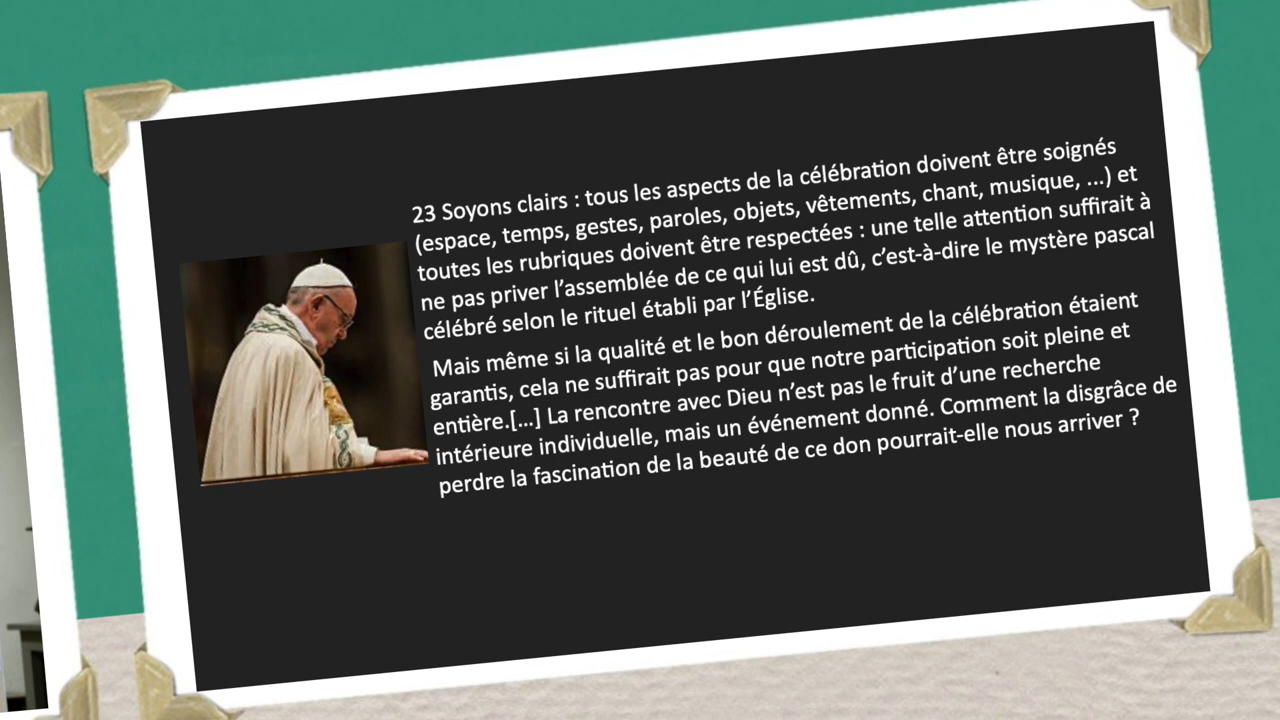 23 Soyons clairs : tous les aspects de la célébration doivent être soignés
(espace, temps, gestes, paroles, objets, vêtements, chant, musique, ...) et
toutes les rubriques doivent être respectées : une telle attention suffirait à
ne pas priver l’assemblée de ce qui lui est dû, c’est-à-dire le mystère pascal
célébré selon le rituel établi par l’Église.
Mais même si la qualité et le bon déroulement de la célébration étaient
garantis, cela ne suffirait pas pour que notre participation soit pleine et
entière.[...] La rencontre avec Dieu n’est pas le fruit d’une recherche
intérieure individuelle, mais un événement donné. Comment la disgrâce de
perdre la fascination de la beauté de ce don pourrait-elle nous arriver ?